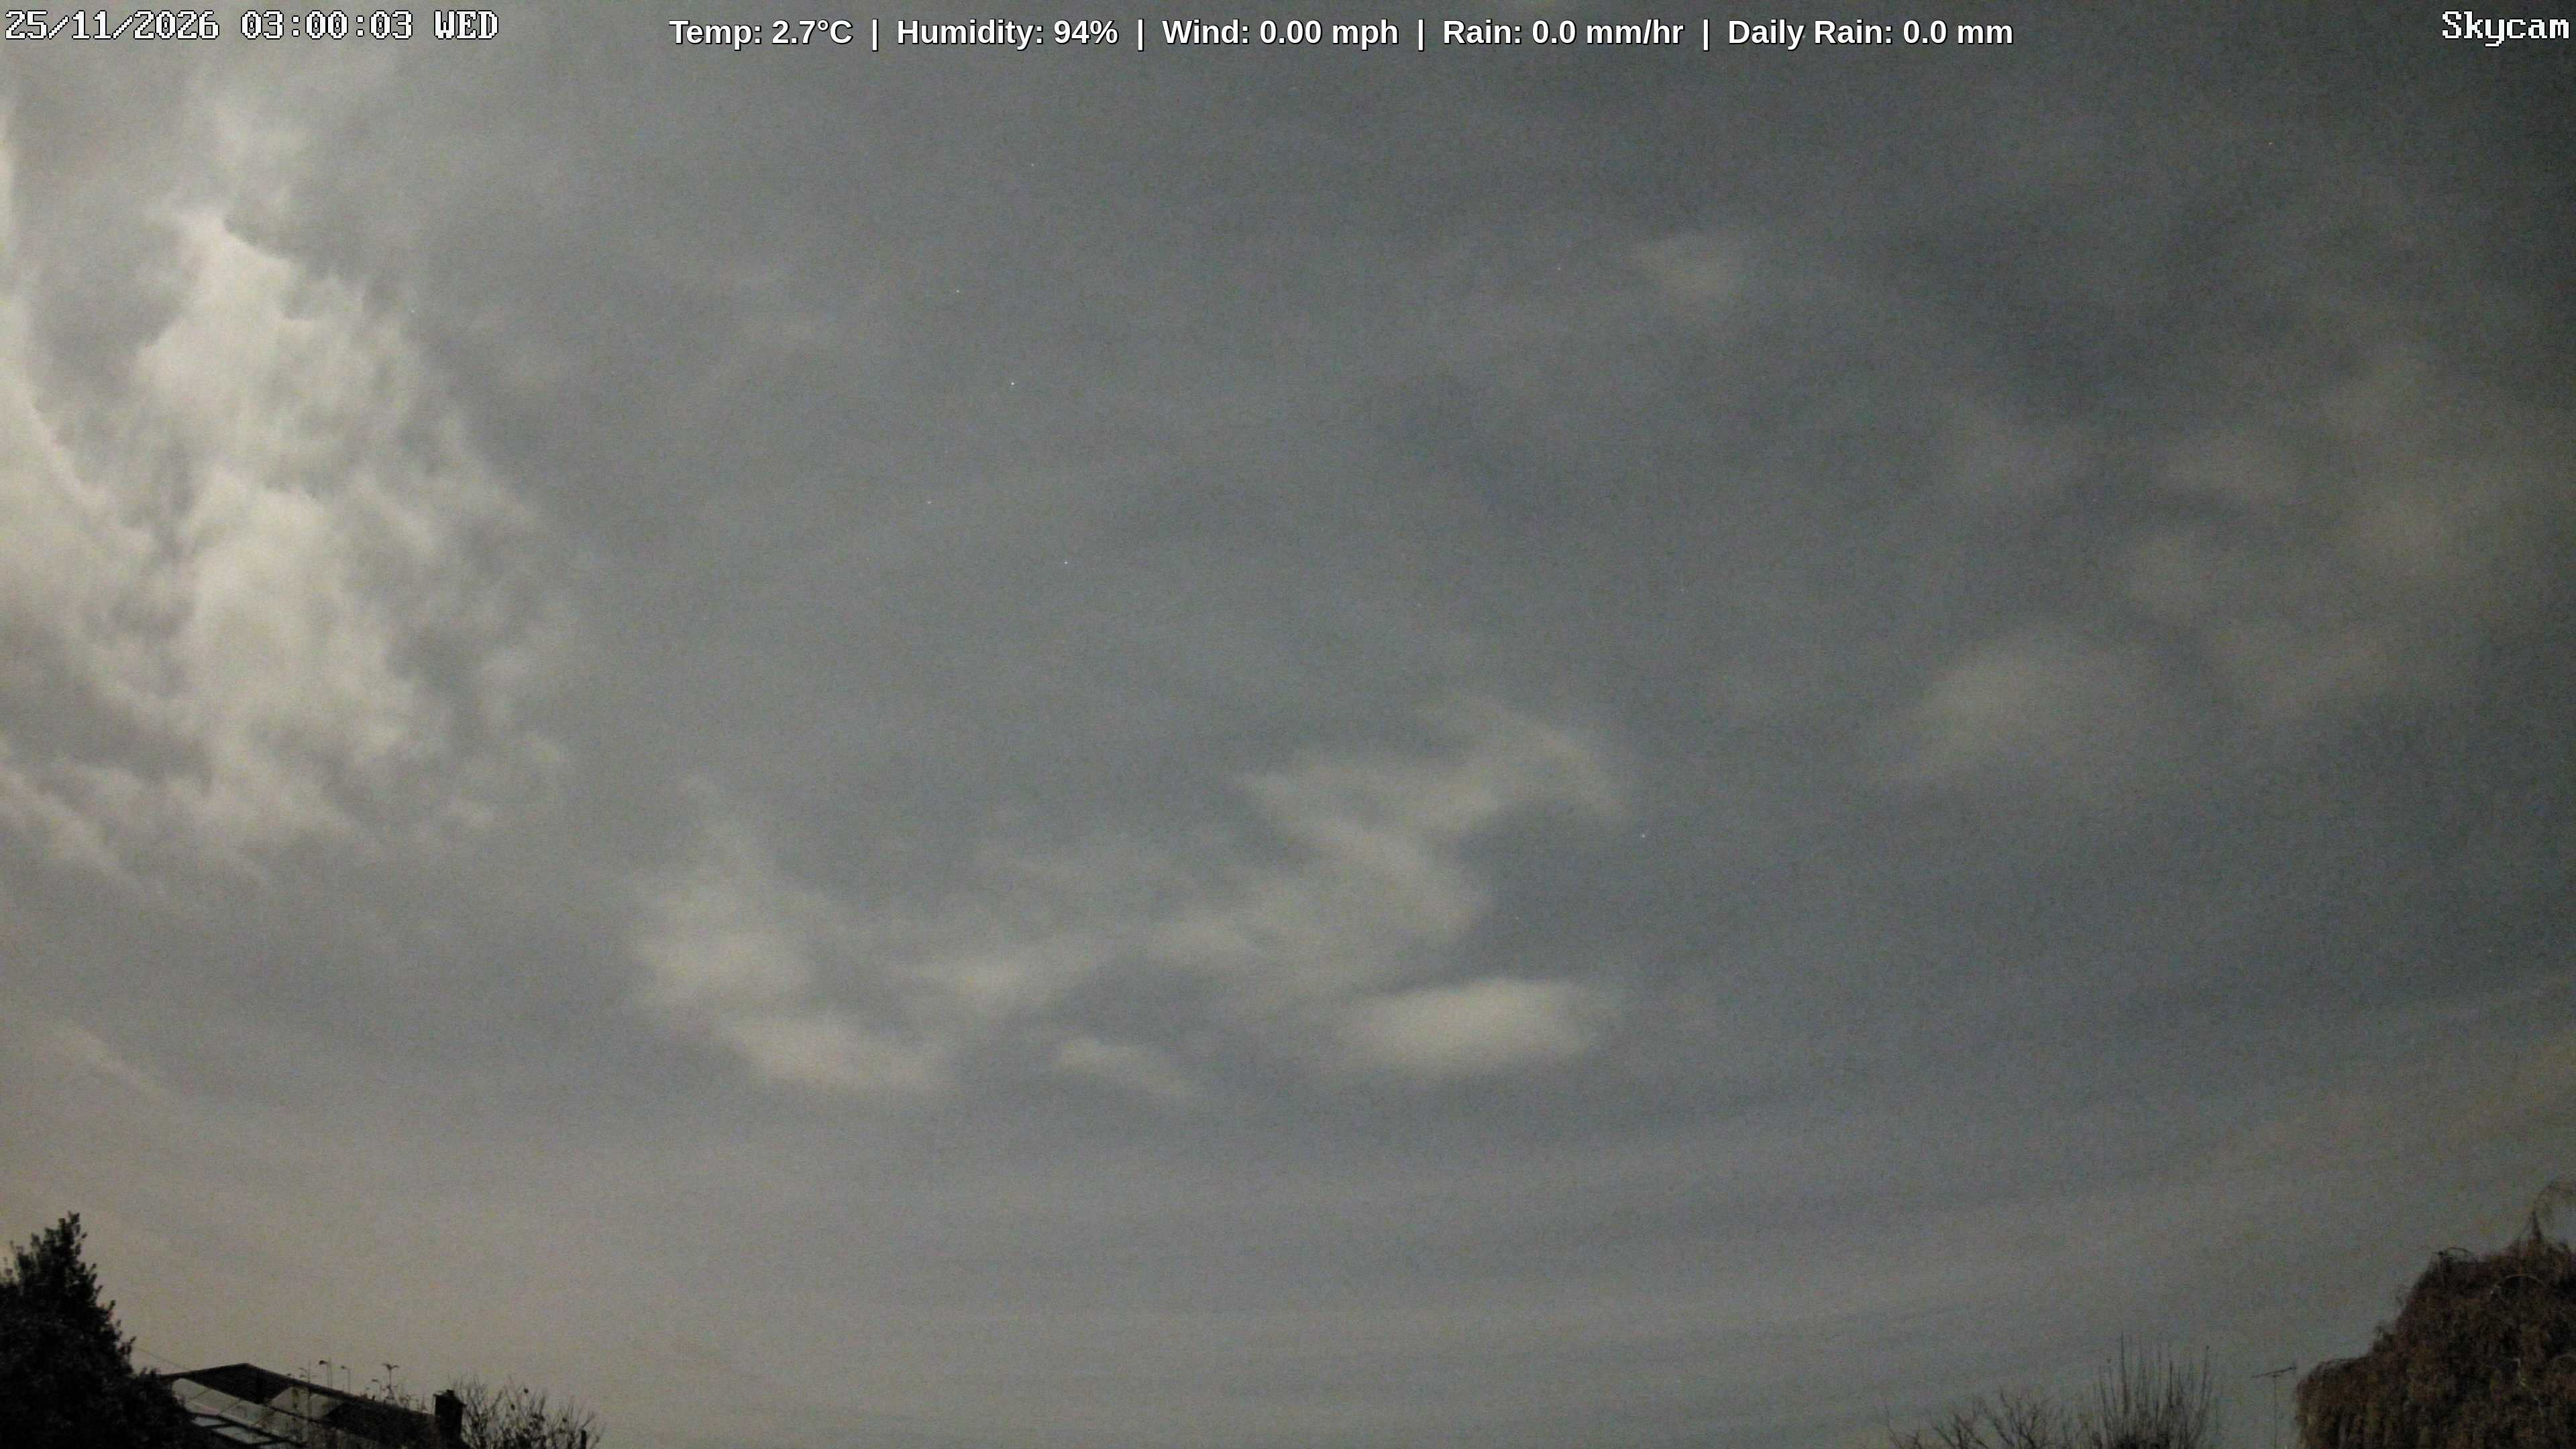 25/11/2026 03:00:03 WED
Temp: 2.7°C | Humidity: 94% | Wind: 0.00 mph | Rain: 0.0 mm/hr | Daily Rain: 0.0 mm
Skycam